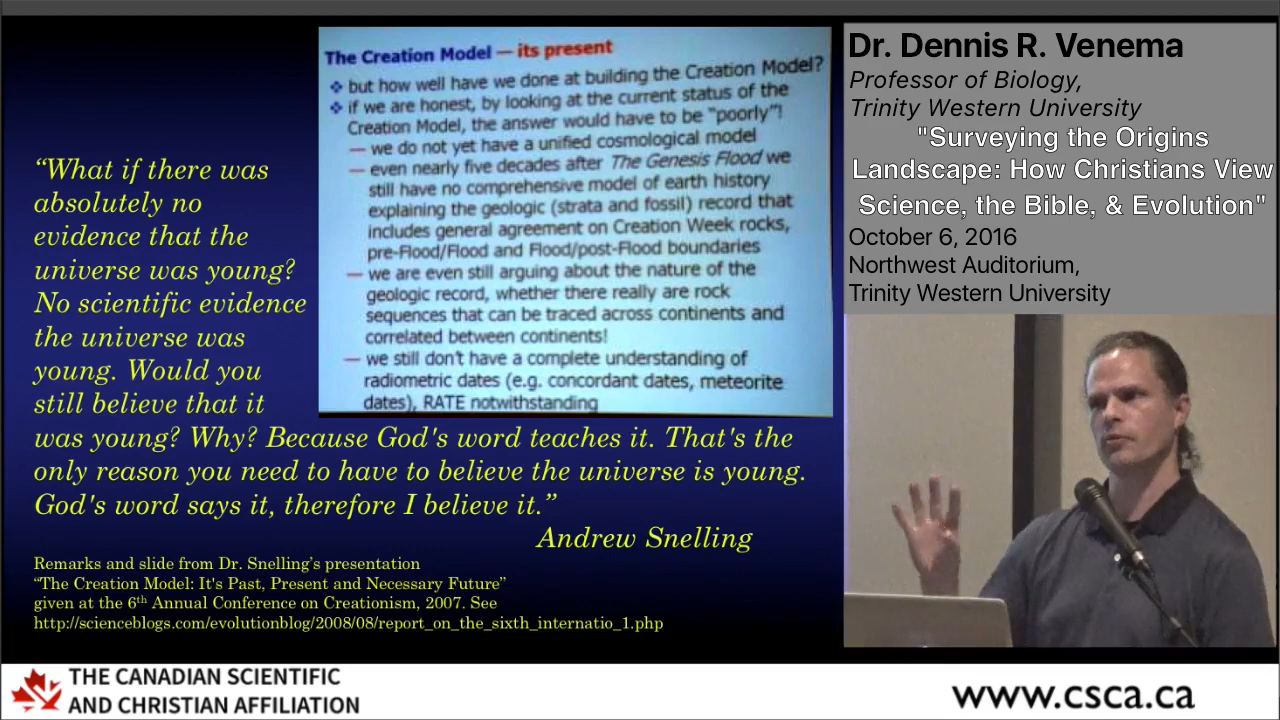 The Creation Model — its present
❖ but how well have we done at building the Creation Model?
❖ if we are honest, by looking at the current status of the
Creation Model, the answer would have to be "poorly"!
— we do not yet have a unified cosmological model
— even nearly five decades after The Genesis Flood we
still have no comprehensive model of earth history
explaining the geologic (strata and fossil) record that
includes general agreement on Creation Week rocks,
pre-Flood/Flood and Flood/post-Flood boundaries
— we are even still arguing about the nature of the
geologic record, whether there really are rock
sequences that can be traced across continents and
correlated between continents!
— we still don't have a complete understanding of
radiometric dates (e.g. concordant dates, meteorite
dates), RATE notwithstanding
“What if there was
absolutely no
evidence that the
universe was young?
No scientific evidence
the universe was
young. Would you
still believe that it
was young? Why? Because God's word teaches it. That's the
only reason you need to have to believe the universe is young.
God's word says it, therefore I believe it.”
Andrew Snelling
Remarks and slide from Dr. Snelling’s presentation
“The Creation Model: It's Past, Present and Necessary Future”
given at the 6th Annual Conference on Creationism, 2007. See
http://scienceblogs.com/evolutionblog/2008/08/report_on_the_sixth_internatio_1.php
Dr. Dennis R. Venema
Professor of Biology,
Trinity Western University
"Surveying the Origins
Landscape: How Christians View
Science, the Bible, & Evolution"
October 6, 2016
Northwest Auditorium,
Trinity Western University
THE CANADIAN SCIENTIFIC
AND CHRISTIAN AFFILIATION
www.csca.ca